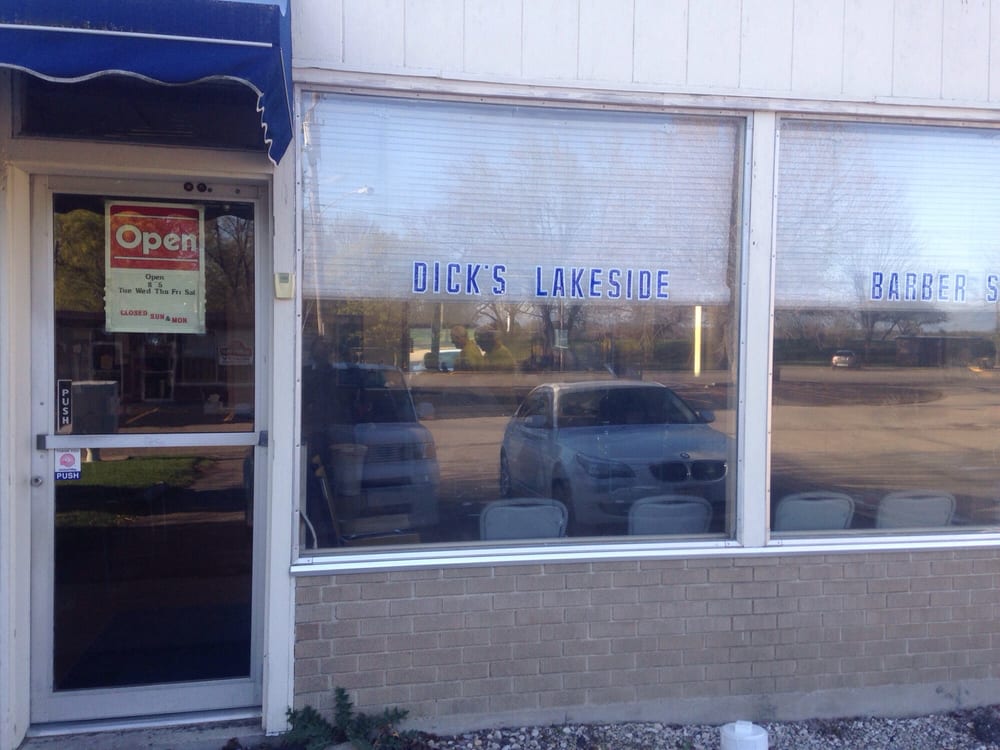 Open
Open
8 5
Tue Wed Thu Fri Sat
CLOSED SUN & MON
PUSH
PUSH
DICK'S LAKESIDE
BARBER S